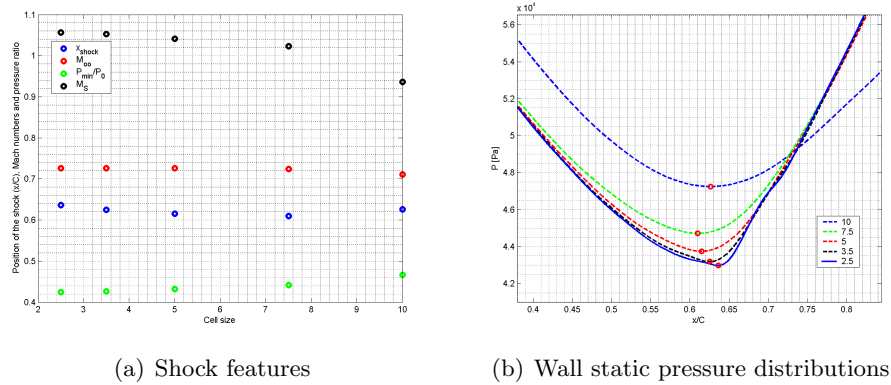 1.1
1
0.9
0.8
0.7
0.6
0.5
0.4
2 3 4 5 6 7 8 9 10
Position of the shock (x/C), Mach numbers and pressure ratio
Cell size
x_shock
M_oo
P_min/P_0
M_S
(a) Shock features
x 10^4
5.6
5.4
5.2
5
4.8
4.6
4.4
4.2
0.4 0.45 0.5 0.55 0.6 0.65 0.7 0.75 0.8
P [Pa]
x/C
10
7.5
5
3.5
2.5
(b) Wall static pressure distributions